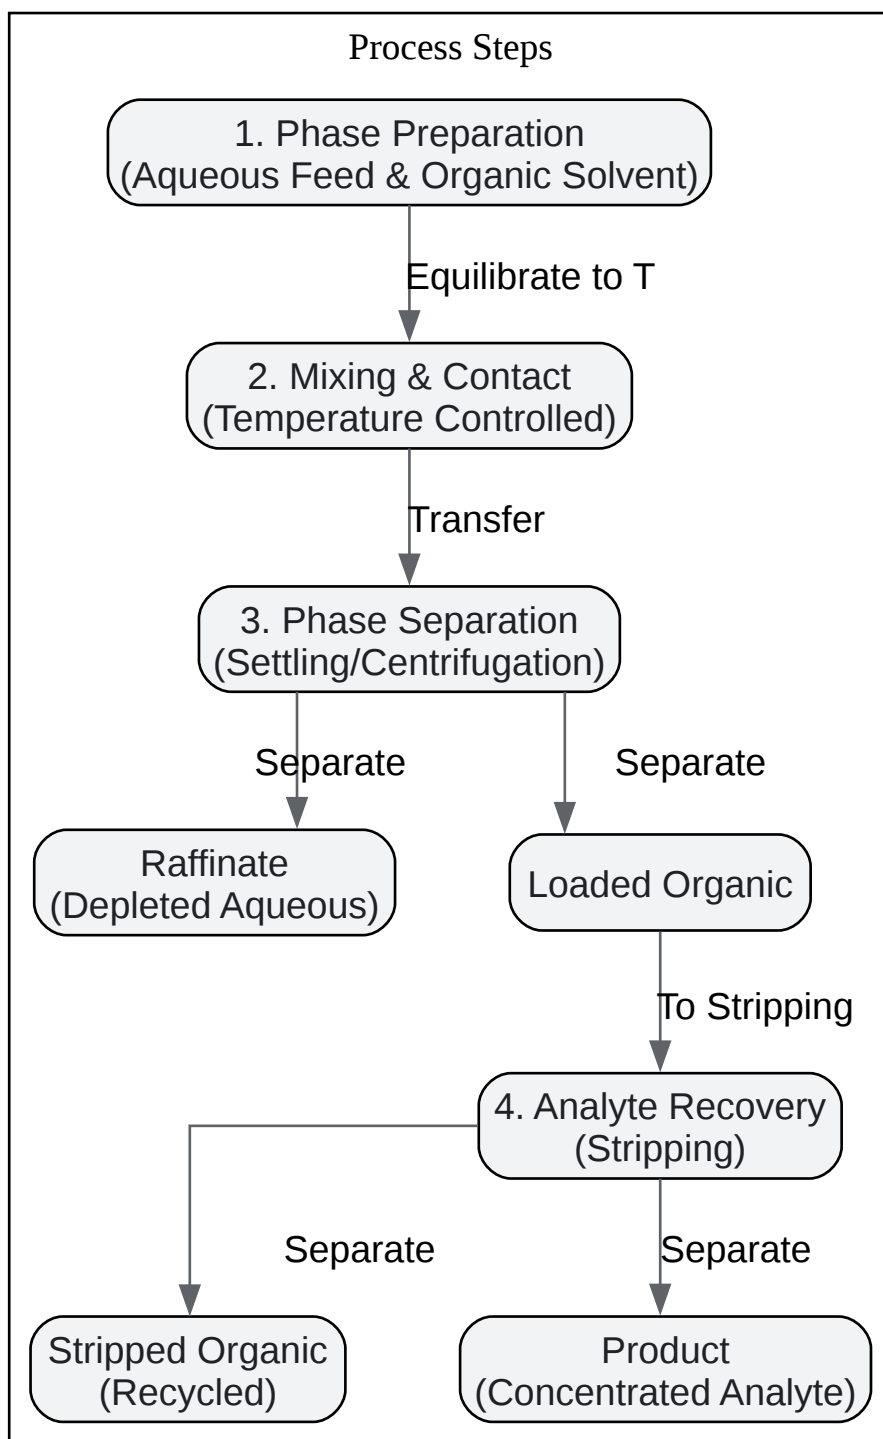 Process Steps
1. Phase Preparation
(Aqueous Feed & Organic Solvent)
Equilibrate to T
2. Mixing & Contact
(Temperature Controlled)
Transfer
3. Phase Separation
(Settling/Centrifugation)
Separate
Separate
Raffinate
(Depleted Aqueous)
Loaded Organic
To Stripping
4. Analyte Recovery
(Stripping)
Separate
Separate
Stripped Organic
(Recycled)
Product
(Concentrated Analyte)